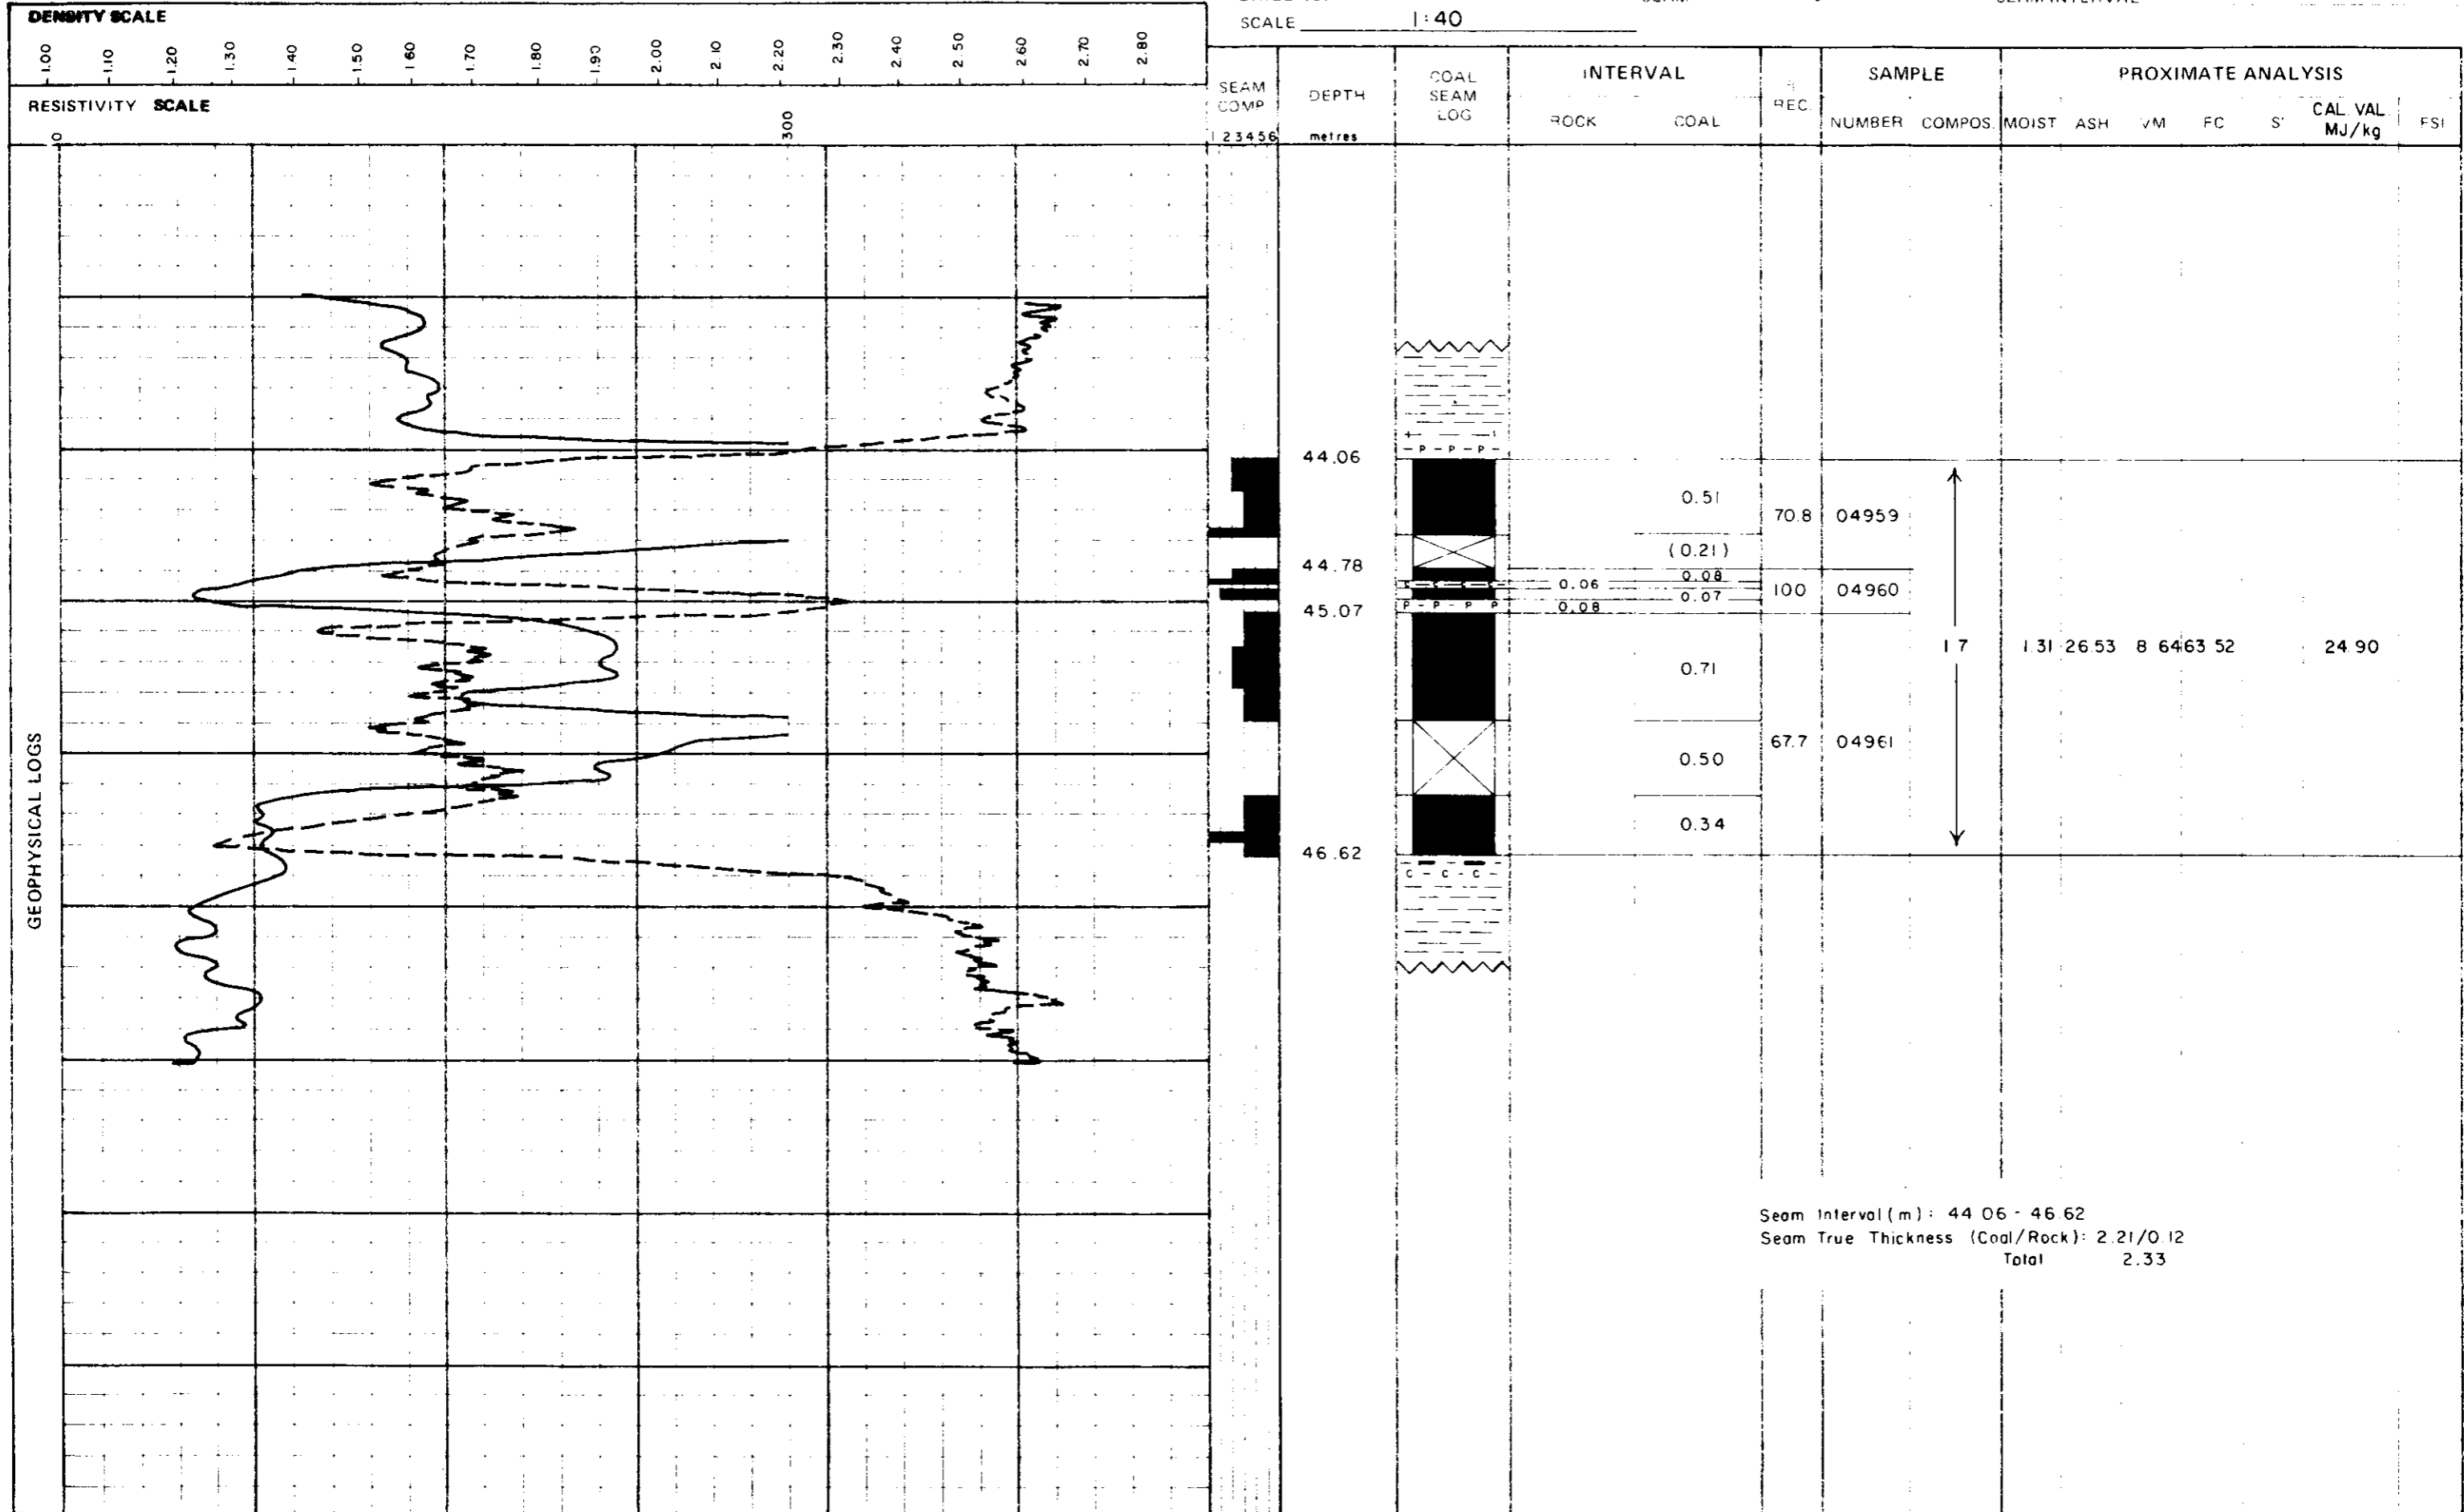 DENSITY SCALE
1.00 1.10 1.20 1.30 1.40 1.50 1.60 1.70 1.80 1.90 2.00 2.10 2.20 2.30 2.40 2.50 2.60 2.70 2.80
RESISTIVITY SCALE
0 300
GEOPHYSICAL LOGS
SCALE 1:40
SEAM COMP
1 2 3 4 5 6
DEPTH
metres
COAL SEAM LOG
INTERVAL
ROCK COAL
REC.
SAMPLE
NUMBER COMPOS.
PROXIMATE ANALYSIS
MOIST ASH VM FC S CAL. VAL. MJ/kg FSI
- P - P - P -
44.06
0.51
70.8 04959
(0.21)
44.78
0.08
C - C - C - C 0.06
100 04960
0.07
P - P - P P 0.08
45.07
0.71
1 7 1.31 26.53 8 64 63 52 24 90
67.7 04961
0.50
0.34
46.62
C - C - C -
Seam Interval (m): 44 06 - 46.62
Seam True Thickness (Coal/Rock): 2.21/0.12
Total 2.33